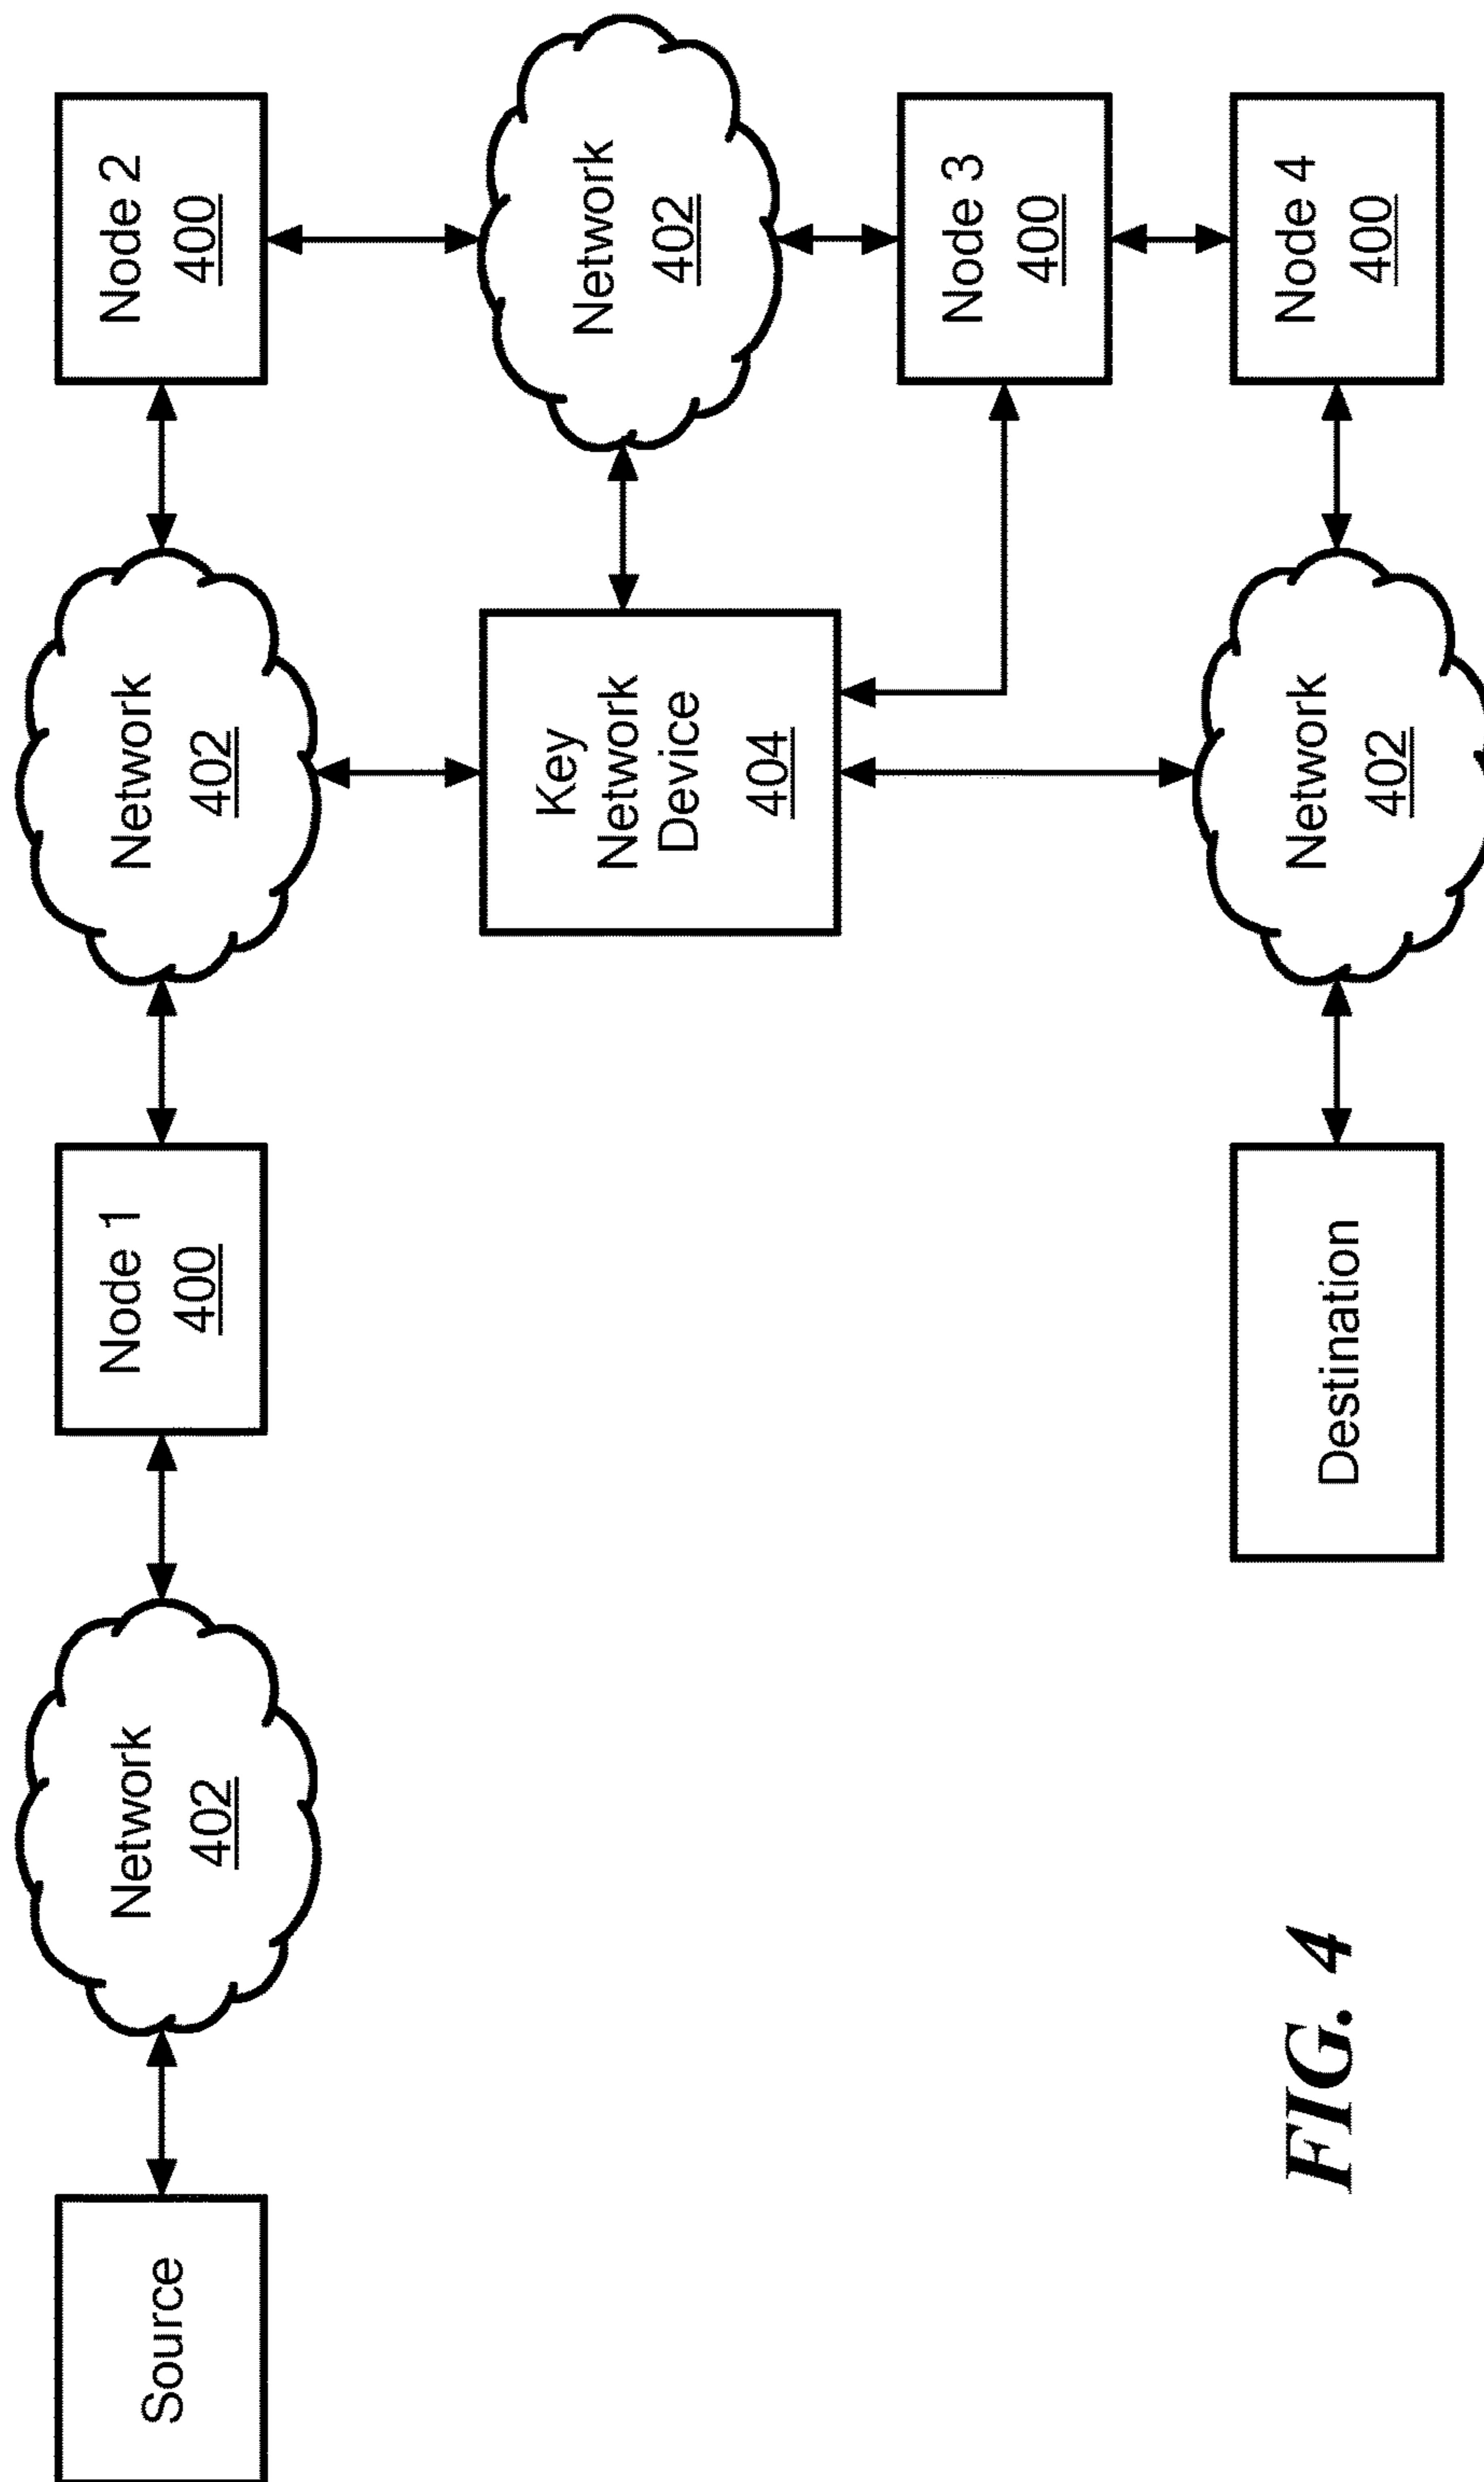 Source
Network
402
Node 1
400
Network
402
Node 2
400
Key
Network
Device
404
Network
402
Node 3
400
Destination
Network
402
Node 4
400
FIG. 4